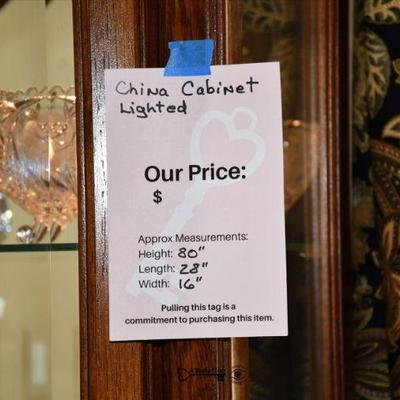 China Cabinet
Lighted
Our Price:
$
Approx Measurements:
Height: 80"
Length: 28"
Width: 16"
Pulling this tag is a
commitment to purchasing this item.